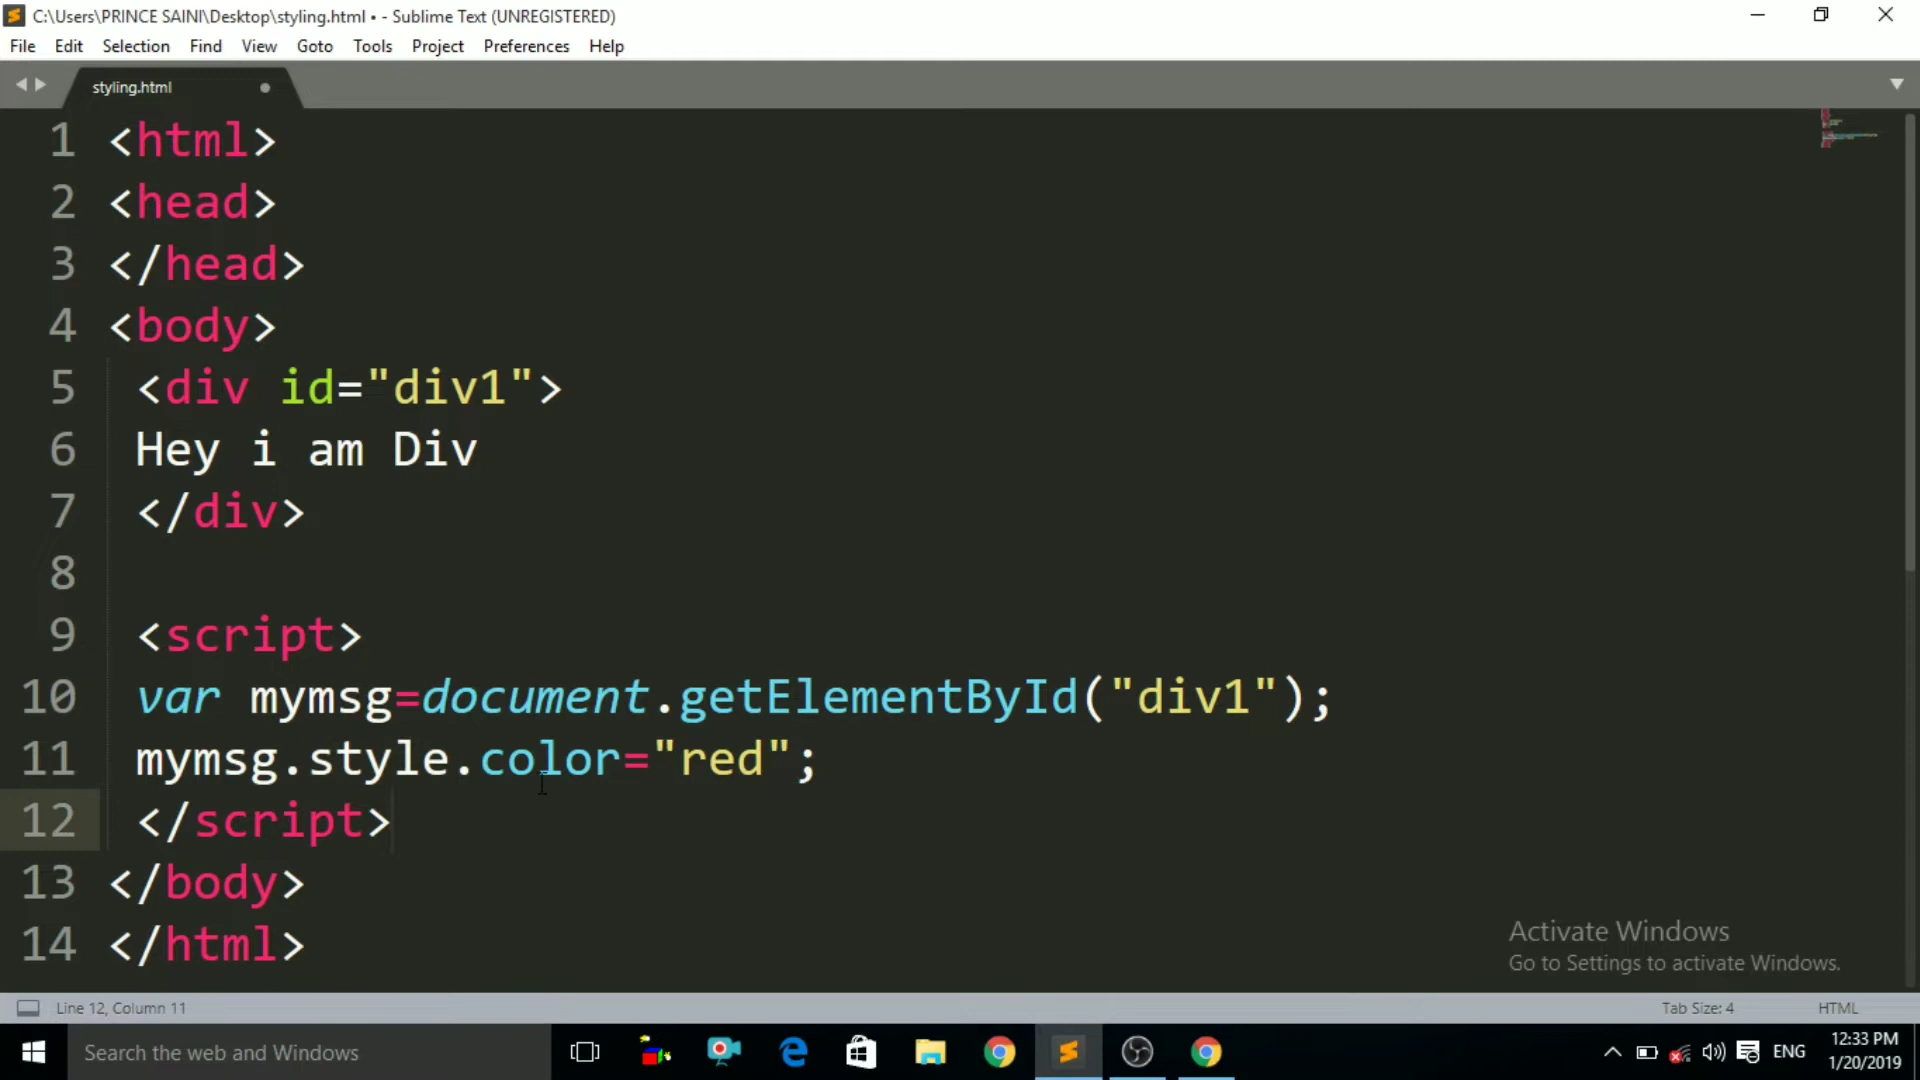 C:\Users\PRINCE SAINI\Desktop\styling.html • - Sublime Text (UNREGISTERED)
File Edit Selection Find View Goto Tools Project Preferences Help
styling.html
1 <html>
2 <head>
3 </head>
4 <body>
5 <div id="div1">
6 Hey i am Div
7 </div>
8
9 <script>
10 var mymsg=document.getElementById("div1");
11 mymsg.style.color="red";
12 </script>
13 </body>
14 </html>
Activate Windows
Go to Settings to activate Windows.
Line 12, Column 11 Tab Size: 4 HTML
Search the web and Windows ENG 12:33 PM
1/20/2019